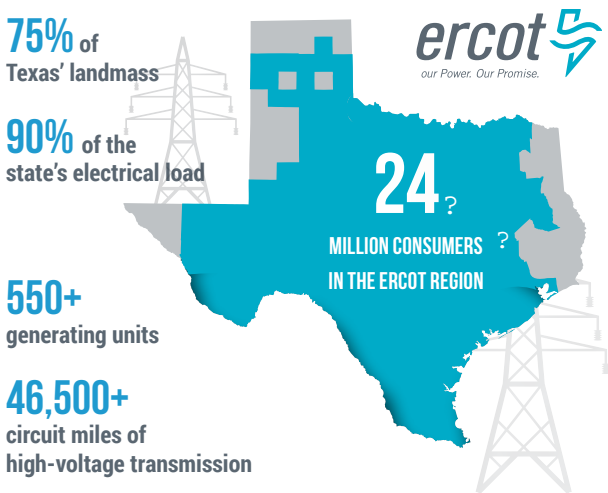 75% of
Texas' landmass
90% of the
state's electrical load
550+
generating units
46,500+
circuit miles of
high-voltage transmission
ercot
our Power. Our Promise.
24 ?
MILLION CONSUMERS ?
IN THE ERCOT REGION